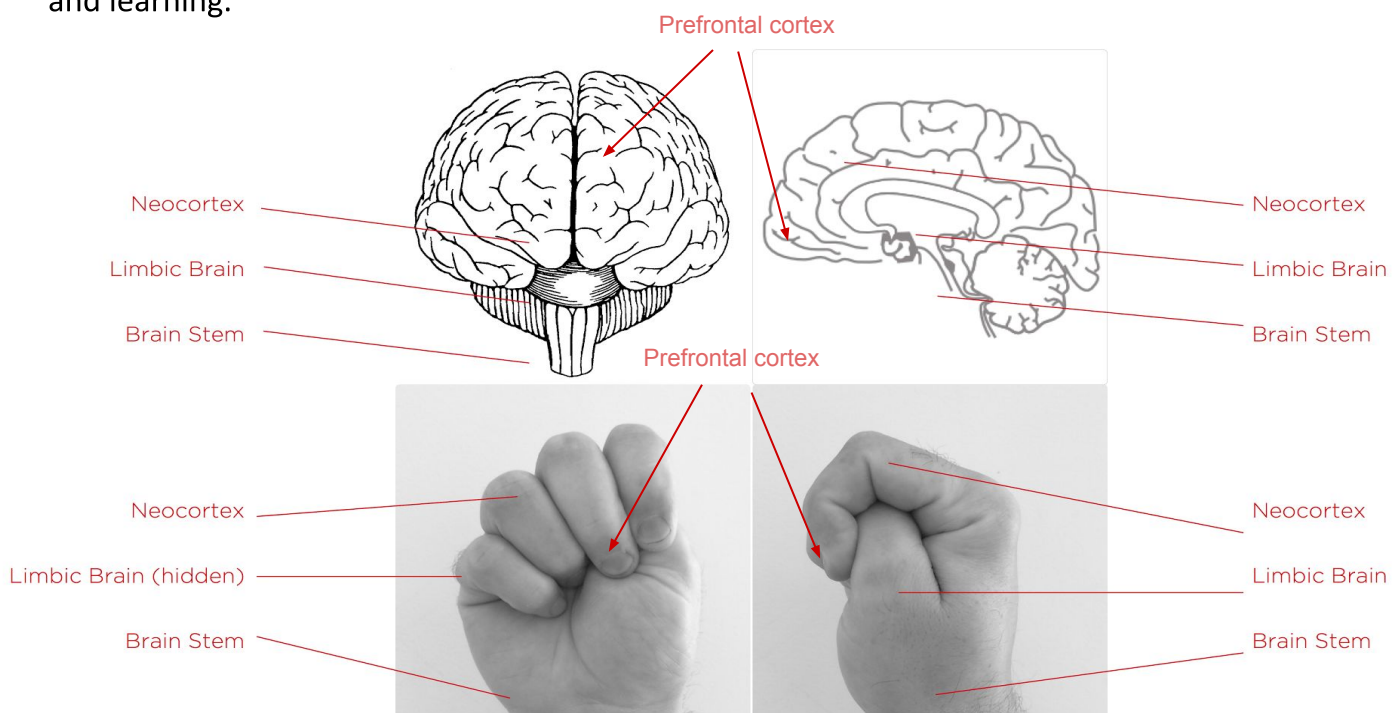 and learning.
Prefrontal cortex
Neocortex
Limbic Brain
Brain Stem
Neocortex
Limbic Brain
Brain Stem
Prefrontal cortex
Neocortex
Limbic Brain (hidden)
Brain Stem
Neocortex
Limbic Brain
Brain Stem